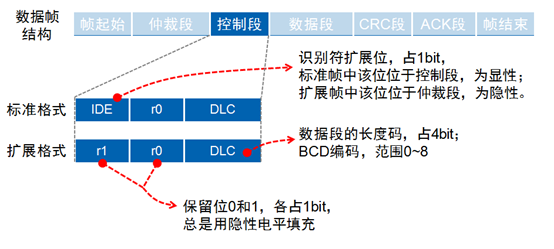 数据帧
结构
帧起始 仲裁段 控制段 数据段 CRC段 ACK段 帧结束
识别符扩展位，占1bit，
标准帧中该位位于控制段，为显性；
扩展帧中该位位于仲裁段，为隐性。
标准格式 IDE r0 DLC
数据段的长度码，占4bit；
BCD编码，范围0~8
扩展格式 r1 r0 DLC
保留位0和1，各占1bit，
总是用隐性电平填充